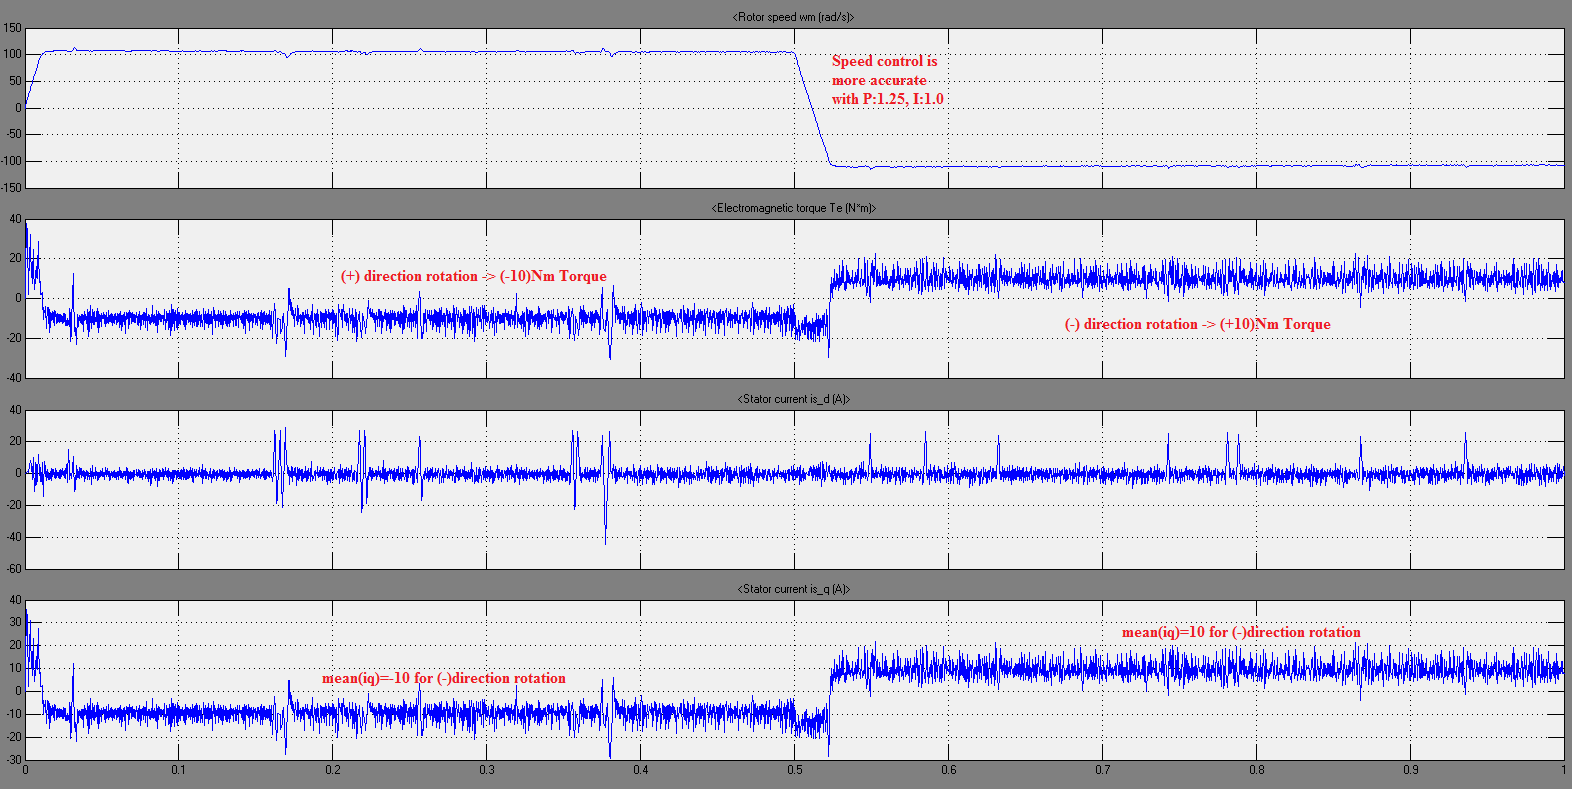 <Rotor speed wm (rad/s)>
150
100
50
0
-50
-100
-150
Speed control is
more accurate
with P:1.25, I:1.0
<Electromagnetic torque Te (N*m)>
40
20
0
-20
-40
(+) direction rotation -> (-10)Nm Torque
(-) direction rotation -> (+10)Nm Torque
<Stator current is_d (A)>
40
20
0
-20
-40
-60
<Stator current is_q (A)>
40
30
20
10
0
-10
-20
-30
mean(iq)=10 for (-)direction rotation
mean(iq)=-10 for (-)direction rotation
0 0.1 0.2 0.3 0.4 0.5 0.6 0.7 0.8 0.9 1